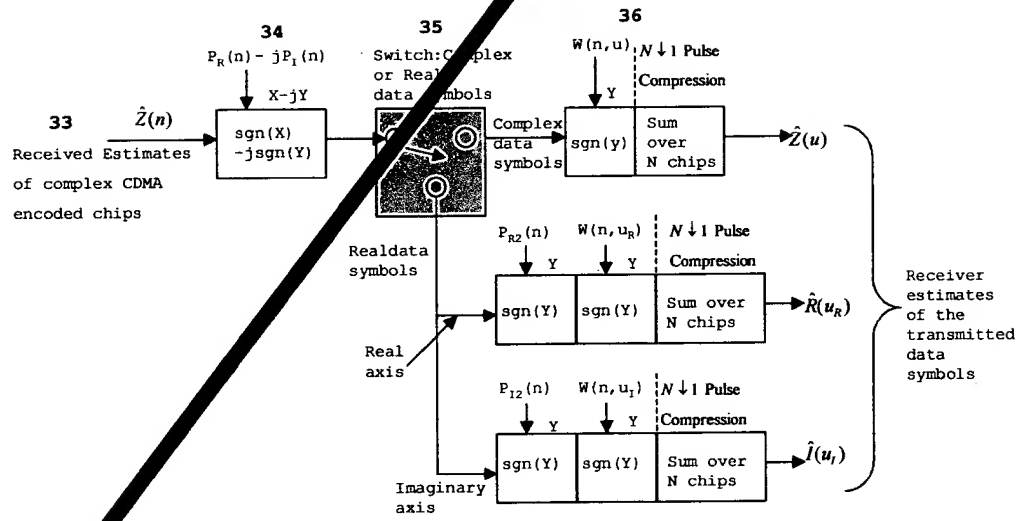 33
34
35
36
P_R(n)- jP_I(n)
X-jY
Ẑ(n)
sgn(X)
-jsgn(Y)
Received Estimates
of complex CDMA
encoded chips
Switch:
or
data symbols
Complex
data
symbols
W(n,u)
Y
N↓1 Pulse
Compression
sgn(y)
Sum
over
N chips
Ẑ(u)
Realdata
symbols
Real
axis
P_R2(n)
W(n,u_R)
N↓1 Pulse
Compression
Y
Y
sgn(Y)
sgn(Y)
Sum over
N chips
R̂(u_R)
Imaginary
axis
P_I2(n)
W(n,u_I)
N↓1 Pulse
Compression
Y
Y
sgn(Y)
sgn(Y)
Sum over
N chips
Î(u_I)
Receiver
estimates
of the
transmitted
data
symbols